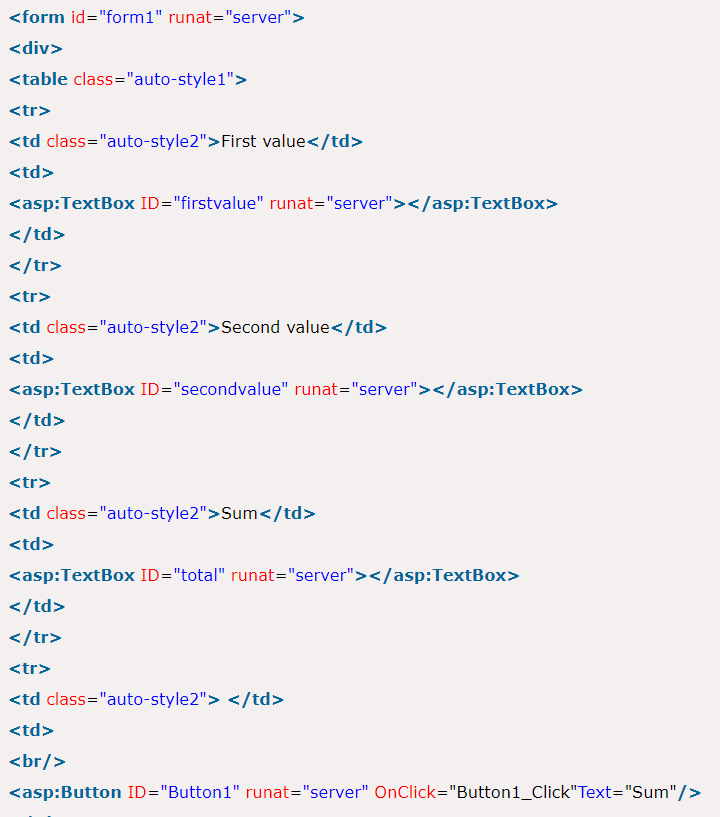 <form id="form1" runat="server">
<div>
<table class="auto-style1">
<tr>
<td class="auto-style2">First value</td>
<td>
<asp:TextBox ID="firstvalue" runat="server"></asp:TextBox>
</td>
</tr>
<tr>
<td class="auto-style2">Second value</td>
<td>
<asp:TextBox ID="secondvalue" runat="server"></asp:TextBox>
</td>
</tr>
<tr>
<td class="auto-style2">Sum</td>
<td>
<asp:TextBox ID="total" runat="server"></asp:TextBox>
</td>
</tr>
<tr>
<td class="auto-style2"> </td>
<td>
<br/>
<asp:Button ID="Button1" runat="server" OnClick="Button1_Click"Text="Sum"/>